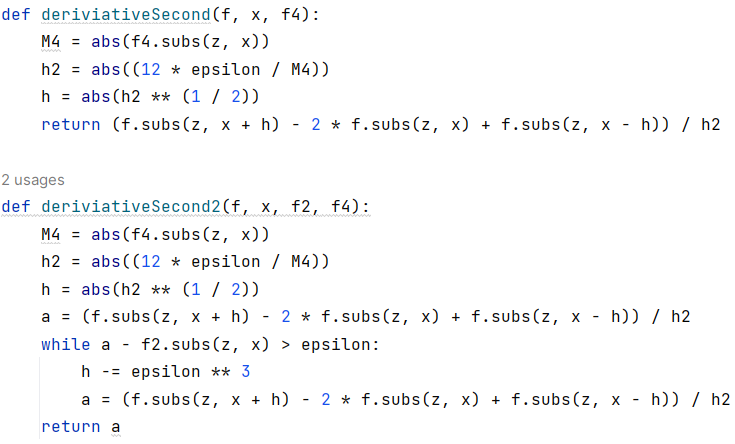 def deriviativeSecond(f, x, f4):
    M4 = abs(f4.subs(z, x))
    h2 = abs((12 * epsilon / M4))
    h = abs(h2 ** (1 / 2))
    return (f.subs(z, x + h) - 2 * f.subs(z, x) + f.subs(z, x - h)) / h2
2 usages
def deriviativeSecond2(f, x, f2, f4):
    M4 = abs(f4.subs(z, x))
    h2 = abs((12 * epsilon / M4))
    h = abs(h2 ** (1 / 2))
    a = (f.subs(z, x + h) - 2 * f.subs(z, x) + f.subs(z, x - h)) / h2
    while a - f2.subs(z, x) > epsilon:
        h -= epsilon ** 3
        a = (f.subs(z, x + h) - 2 * f.subs(z, x) + f.subs(z, x - h)) / h2
    return a